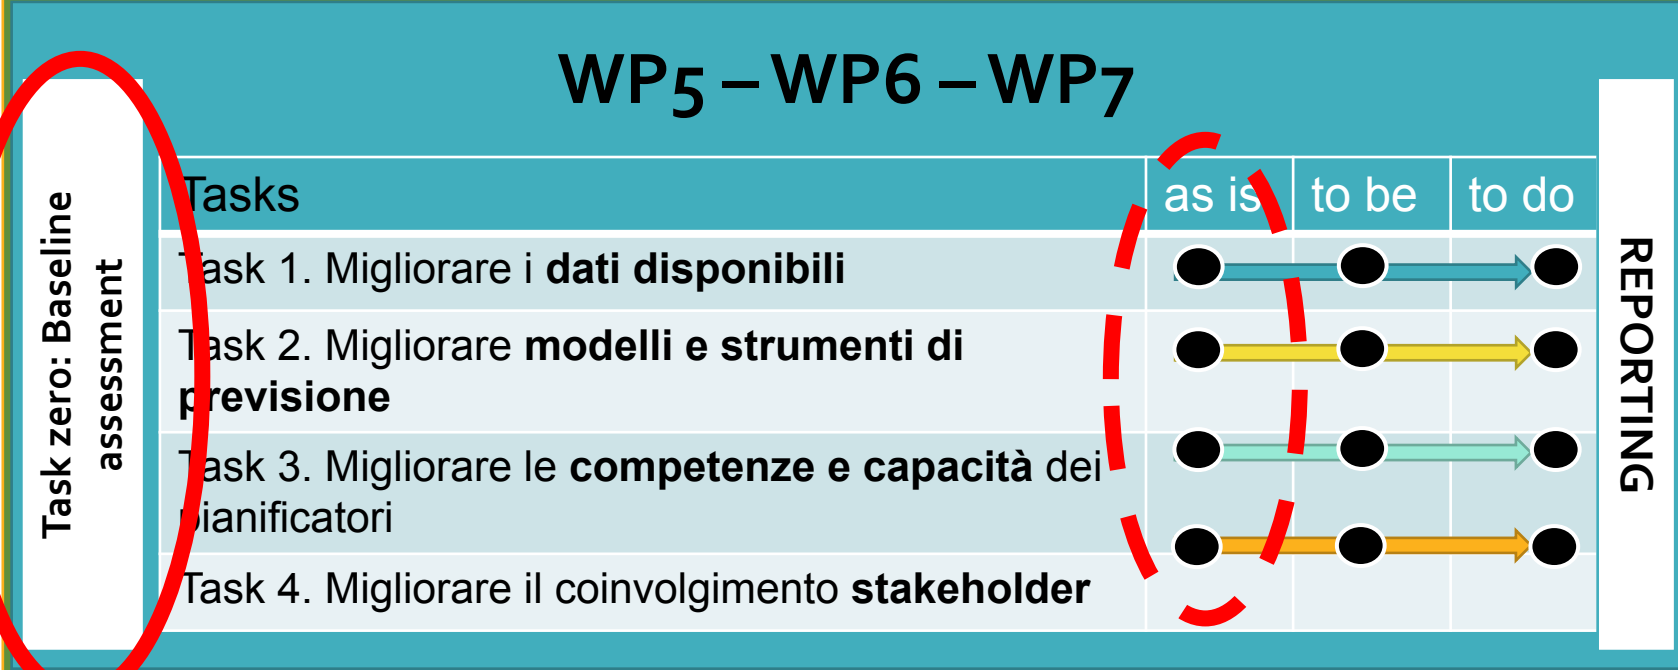 WP5 – WP6 – WP7
Task zero: Baseline
assessment
Tasks
as is
to be
to do
Task 1. Migliorare i dati disponibili
Task 2. Migliorare modelli e strumenti di
previsione
Task 3. Migliorare le competenze e capacità dei
pianificatori
Task 4. Migliorare il coinvolgimento stakeholder
REPORTING